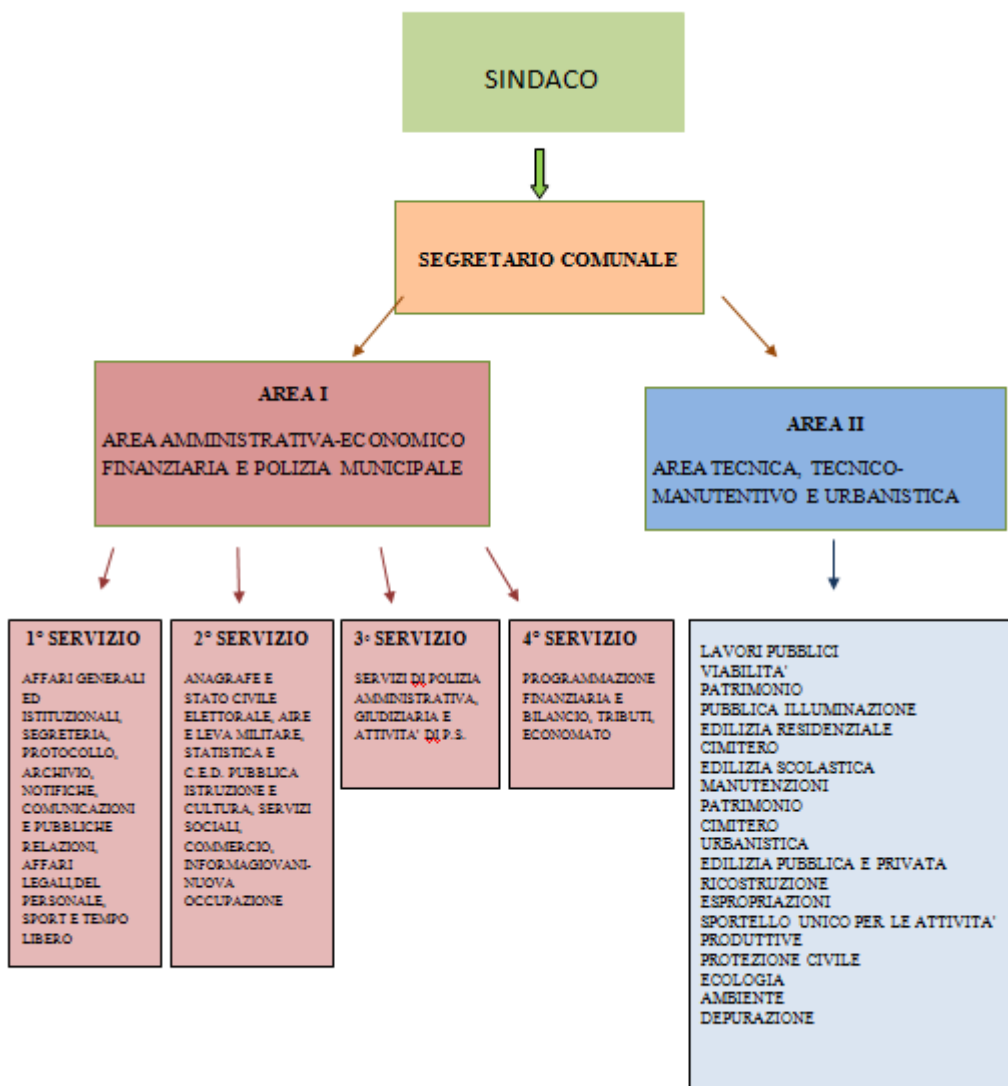 SINDACO
SEGRETARIO COMUNALE
AREA I
AREA AMMINISTRATIVA-ECONOMICO
FINANZIARIA E POLIZIA MUNICIPALE
AREA II
AREA TECNICA, TECNICO-
MANUTENTIVO E URBANISTICA
1° SERVIZIO
AFFARI GENERALI
ED
ISTITUZIONALI,
SEGRETERIA,
PROTOCOLLO,
ARCHIVIO,
NOTIFICHE,
COMUNICAZIONI
E PUBBLICHE
RELAZIONI,
AFFARI
LEGALI,DEL
PERSONALE,
SPORT E TEMPO
LIBERO
2° SERVIZIO
ANAGRAFE E
STATO CIVILE
ELETTORALE, AIRE
E LEVA MILITARE,
STATISTICA E
C.E.D. PUBBLICA
ISTRUZIONE E
CULTURA, SERVIZI
SOCIALI,
COMMERCIO,
INFORMAGIOVANI-
NUOVA
OCCUPAZIONE
3° SERVIZIO
SERVIZI DI POLIZIA
AMMINISTRATIVA,
GIUDIZIARIA E
ATTIVITA' DI P.S.
4° SERVIZIO
PROGRAMMAZIONE
FINANZIARIA E
BILANCIO, TRIBUTI,
ECONOMATO
LAVORI PUBBLICI
VIABILITA'
PATRIMONIO
PUBBLICA ILLUMINAZIONE
EDILIZIA RESIDENZIALE
CIMITERO
EDILIZIA SCOLASTICA
MANUTENZIONI
PATRIMONIO
CIMITERO
URBANISTICA
EDILIZIA PUBBLICA E PRIVATA
RICOSTRUZIONE
ESPROPRIAZIONI
SPORTELLO UNICO PER LE ATTIVITA'
PRODUTTIVE
PROTEZIONE CIVILE
ECOLOGIA
AMBIENTE
DEPURAZIONE